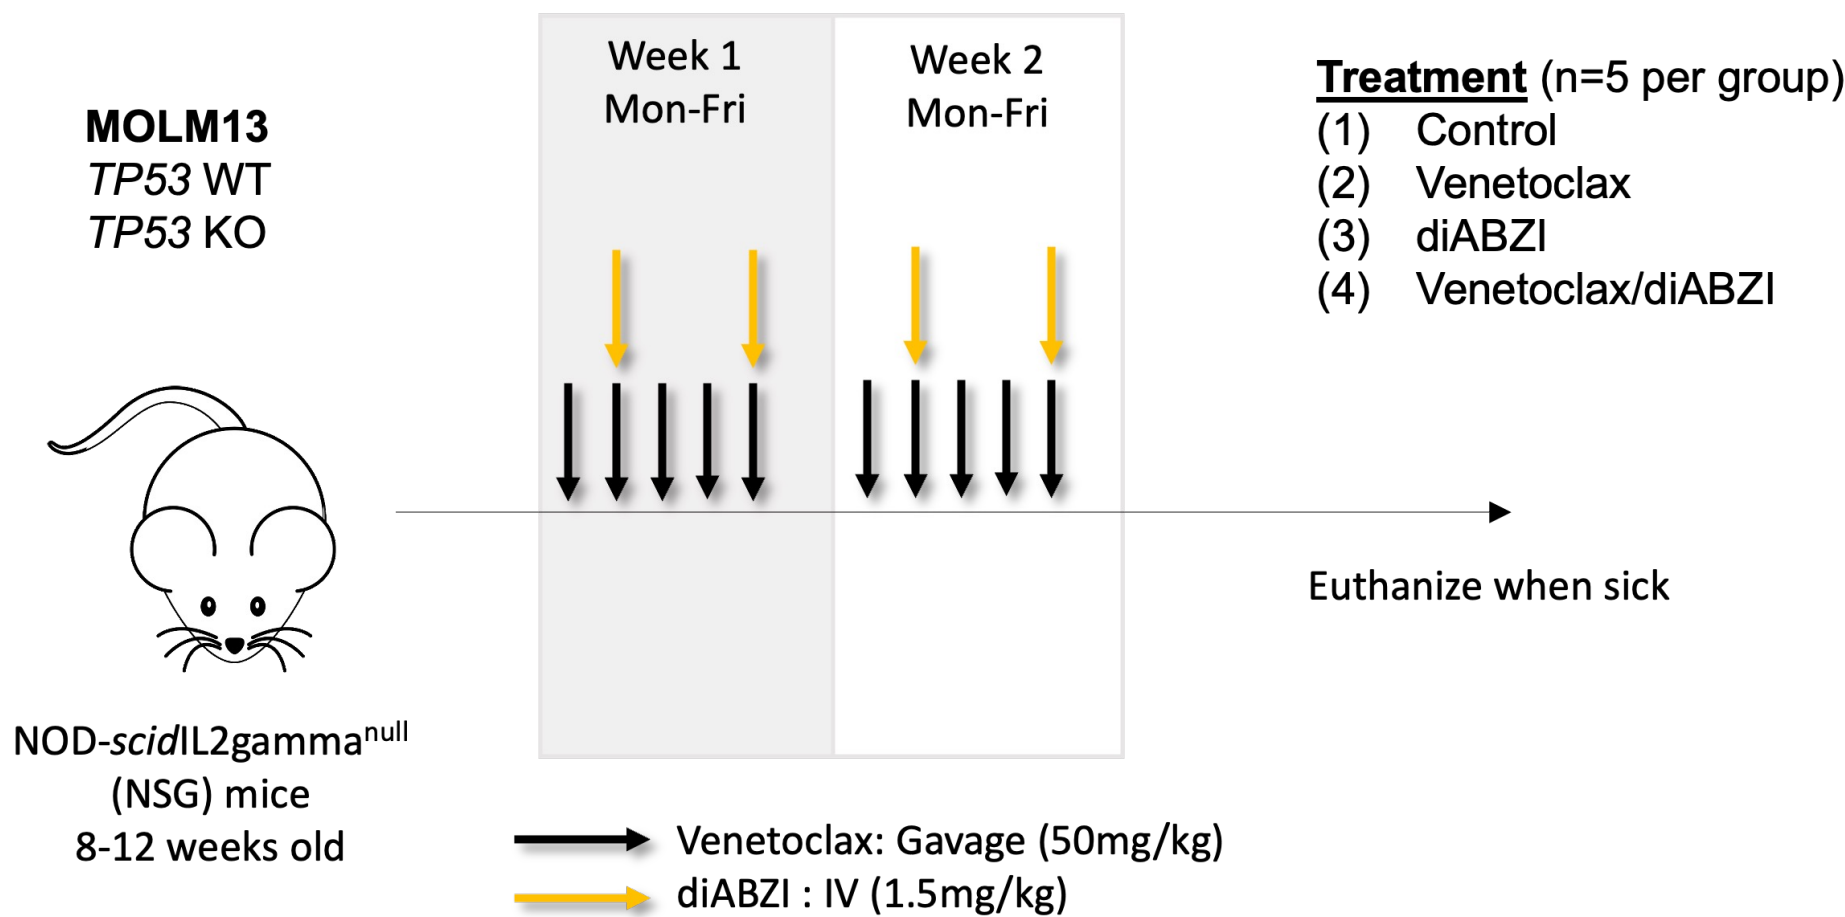 MOLM13
TP53 WT
TP53 KO
Week 1
Mon-Fri
Week 2
Mon-Fri
Treatment (n=5 per group)
(1) Control
(2) Venetoclax
(3) diABZI
(4) Venetoclax/diABZI
Euthanize when sick
NOD-scidIL2gammanull
(NSG) mice
8-12 weeks old
Venetoclax: Gavage (50mg/kg)
diABZI : IV (1.5mg/kg)